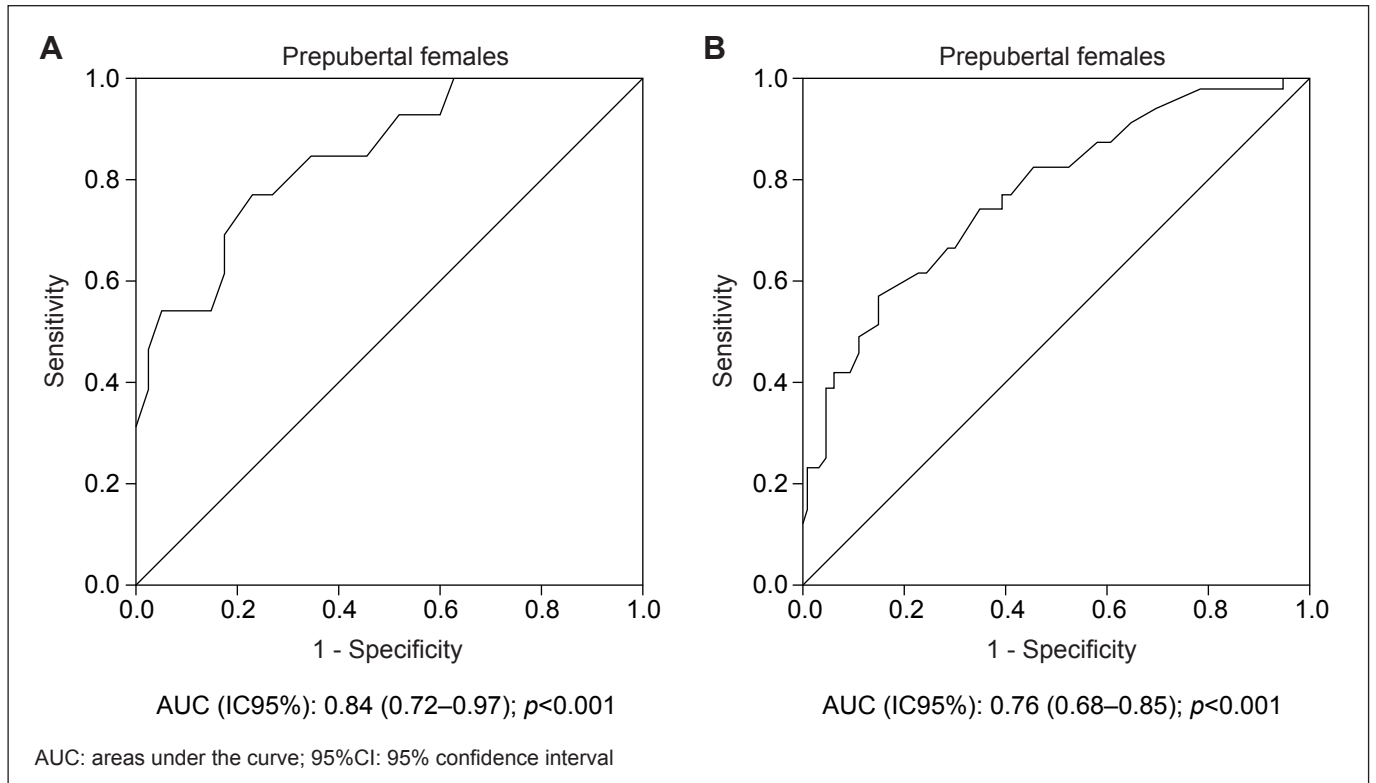 A
Prepubertal females
1.0
0.8
0.6
0.4
0.2
0.0
Sensitivity
0.0 0.2 0.4 0.6 0.8 1.0
1 - Specificity
AUC (IC95%): 0.84 (0.72–0.97); p<0.001
B
Prepubertal females
1.0
0.8
0.6
0.4
0.2
0.0
Sensitivity
0.0 0.2 0.4 0.6 0.8 1.0
1 - Specificity
AUC (IC95%): 0.76 (0.68–0.85); p<0.001
AUC: areas under the curve; 95%CI: 95% confidence interval